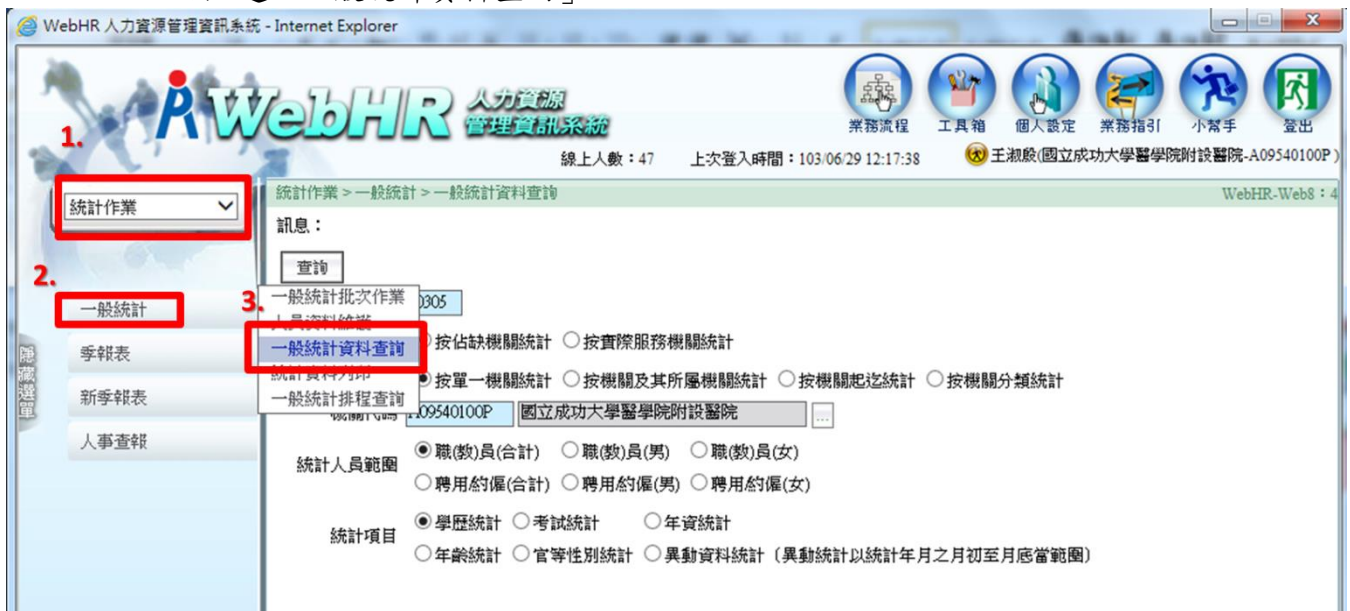 WebHR 人力資源管理資訊系統 - Internet Explorer
WebHR 人力資源
管理資訊系統
業務流程 工具箱 個人設定 業務指引 小幫手 登出
線上人數：47 上次登入時間：103/06/29 12:17:38 王淑殷(國立成功大學醫學院附設醫院-A09540100P)
1.
統計作業
統計作業 > 一般統計 > 一般統計資料查詢 WebHR-Web8：4
訊息：
查詢
2.
一般統計
季報表
新季報表
人事查報
隱藏選單
3.
一般統計批次作業
人員資料維護
一般統計資料查詢
統計資料列印
一般統計排程查詢
0305
按佔缺機關統計 按實際服務機關統計
按單一機關統計 按機關及其所屬機關統計 按機關起迄統計 按機關分類統計
機關代碼 A09540100P 國立成功大學醫學院附設醫院 ...
統計人員範圍 職(教)員(合計) 職(教)員(男) 職(教)員(女)
聘用/約僱(合計) 聘用/約僱(男) 聘用/約僱(女)
統計項目 學歷統計 考試統計 年資統計
年齡統計 官等性別統計 異動資料統計（異動統計以統計年月之月初至月底當範圍）